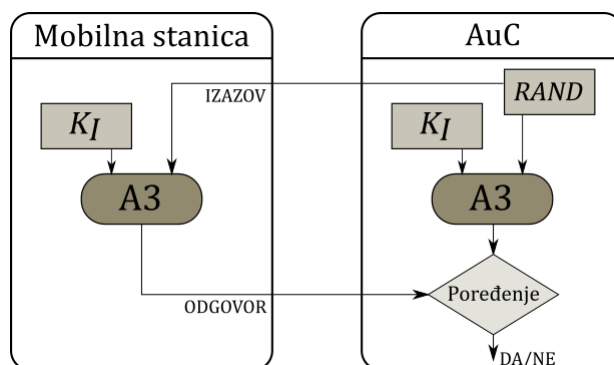 Mobilna stanica
AuC
IZAZOV
RAND
K_I
K_I
A3
A3
Poređenje
ODGOVOR
DA/NE